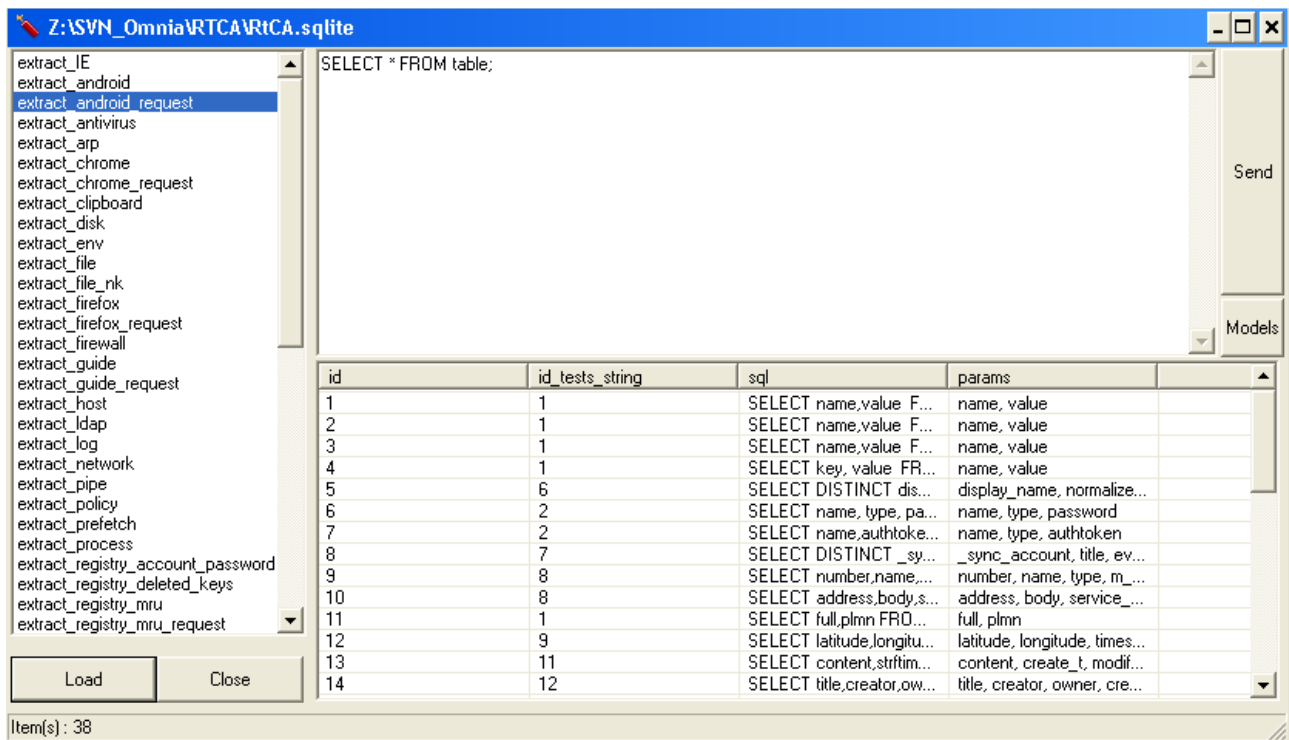 Z:\SVN_Omnia\RTCA\RtCA.sqlite
extract_IE
extract_android
extract_android_request
extract_antivirus
extract_arp
extract_chrome
extract_chrome_request
extract_clipboard
extract_disk
extract_env
extract_file
extract_file_nk
extract_firefox
extract_firefox_request
extract_firewall
extract_guide
extract_guide_request
extract_host
extract_ldap
extract_log
extract_network
extract_pipe
extract_policy
extract_prefetch
extract_process
extract_registry_account_password
extract_registry_deleted_keys
extract_registry_mru
extract_registry_mru_request
Load Close
SELECT * FROM table;
Send
Models
id id_tests_string sql params
1 1 SELECT name,value F... name, value
2 1 SELECT name,value F... name, value
3 1 SELECT name,value F... name, value
4 1 SELECT key, value FR... name, value
5 6 SELECT DISTINCT dis... display_name, normalize...
6 2 SELECT name, type, pa... name, type, password
7 2 SELECT name,authtoke... name, type, authtoken
8 7 SELECT DISTINCT _sy... _sync_account, title, ev...
9 8 SELECT number,name,... number, name, type, m_...
10 8 SELECT address,body,s... address, body, service_...
11 1 SELECT full,plmn FRO... full, plmn
12 9 SELECT latitude,longitu... latitude, longitude, times...
13 11 SELECT content,strftim... content, create_t, modif...
14 12 SELECT title,creator,ow... title, creator, owner, cre...
Item(s) : 38